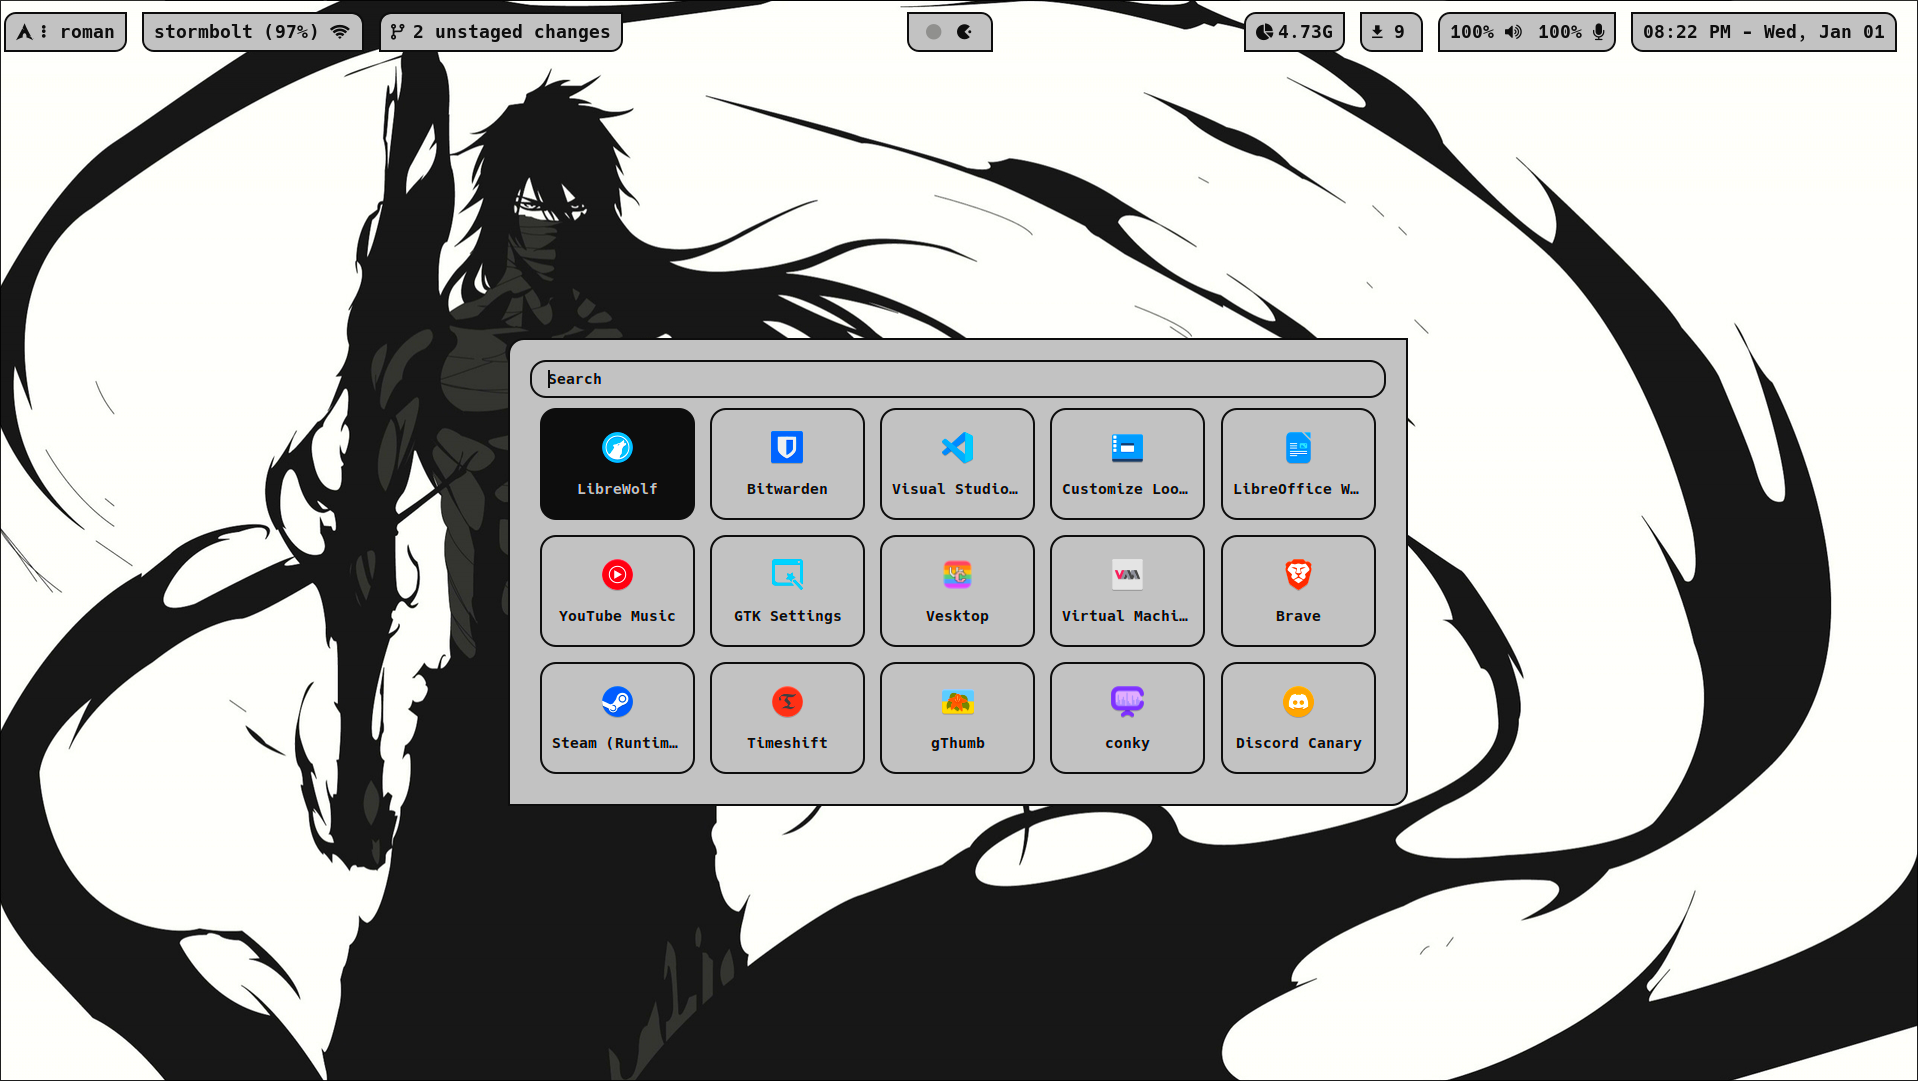 roman
stormbolt (97%)
2 unstaged changes
4.73G
9
100% 100%
08:22 PM - Wed, Jan 01
Search
LibreWolf
Bitwarden
Visual Studio…
Customize Loo…
LibreOffice W…
YouTube Music
GTK Settings
Vesktop
Virtual Machi…
Brave
Steam (Runtim…
Timeshift
gThumb
conky
Discord Canary